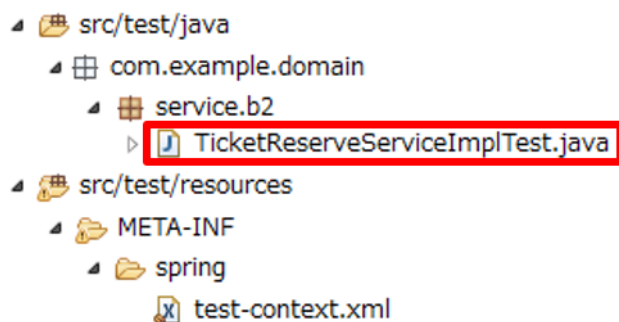 src/test/java
com.example.domain
service.b2
TicketReserveServiceImplTest.java
src/test/resources
META-INF
spring
test-context.xml